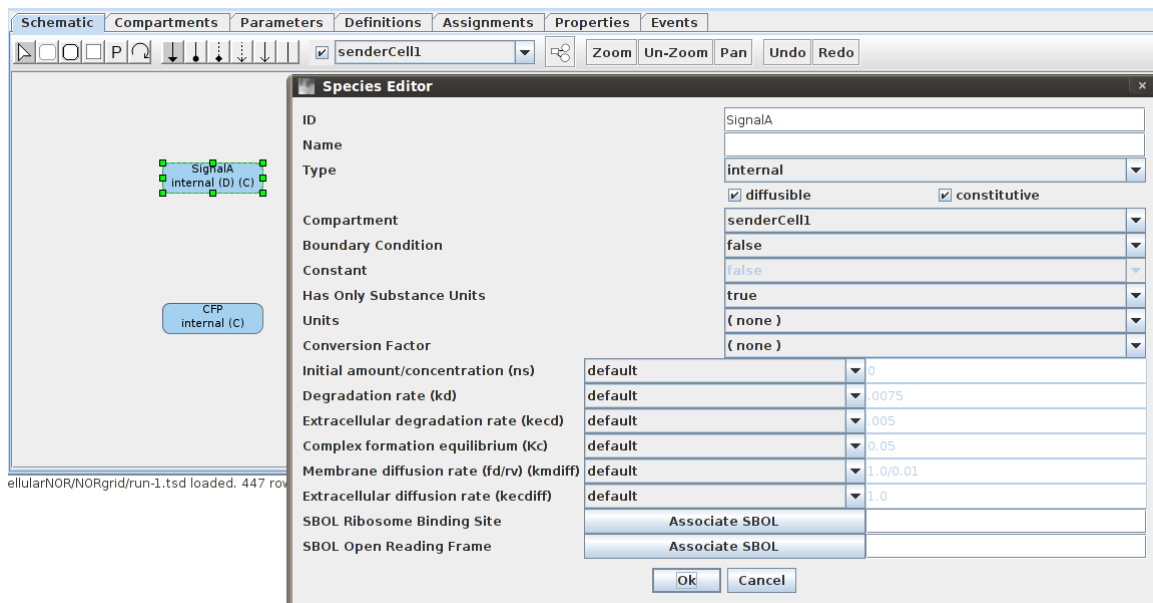 Schematic Compartments Parameters Definitions Assignments Properties Events
P senderCell1 Zoom Un-Zoom Pan Undo Redo
Species Editor
ID SignalA
Name
Type internal
diffusible constitutive
Compartment senderCell1
Boundary Condition false
Constant false
Has Only Substance Units true
Units ( none )
Conversion Factor ( none )
Initial amount/concentration (ns) default 0
Degradation rate (kd) default .0075
Extracellular degradation rate (kecd) default .005
Complex formation equilibrium (Kc) default 0.05
Membrane diffusion rate (fd/rv) (kmdiff) default 1.0/0.01
Extracellular diffusion rate (kecdiff) default 1.0
SBOL Ribosome Binding Site Associate SBOL
SBOL Open Reading Frame Associate SBOL
Ok Cancel
SignalA
internal (D) (C)
CFP
internal (C)
ellularNOR/NORgrid/run-1.tsd loaded. 447 row